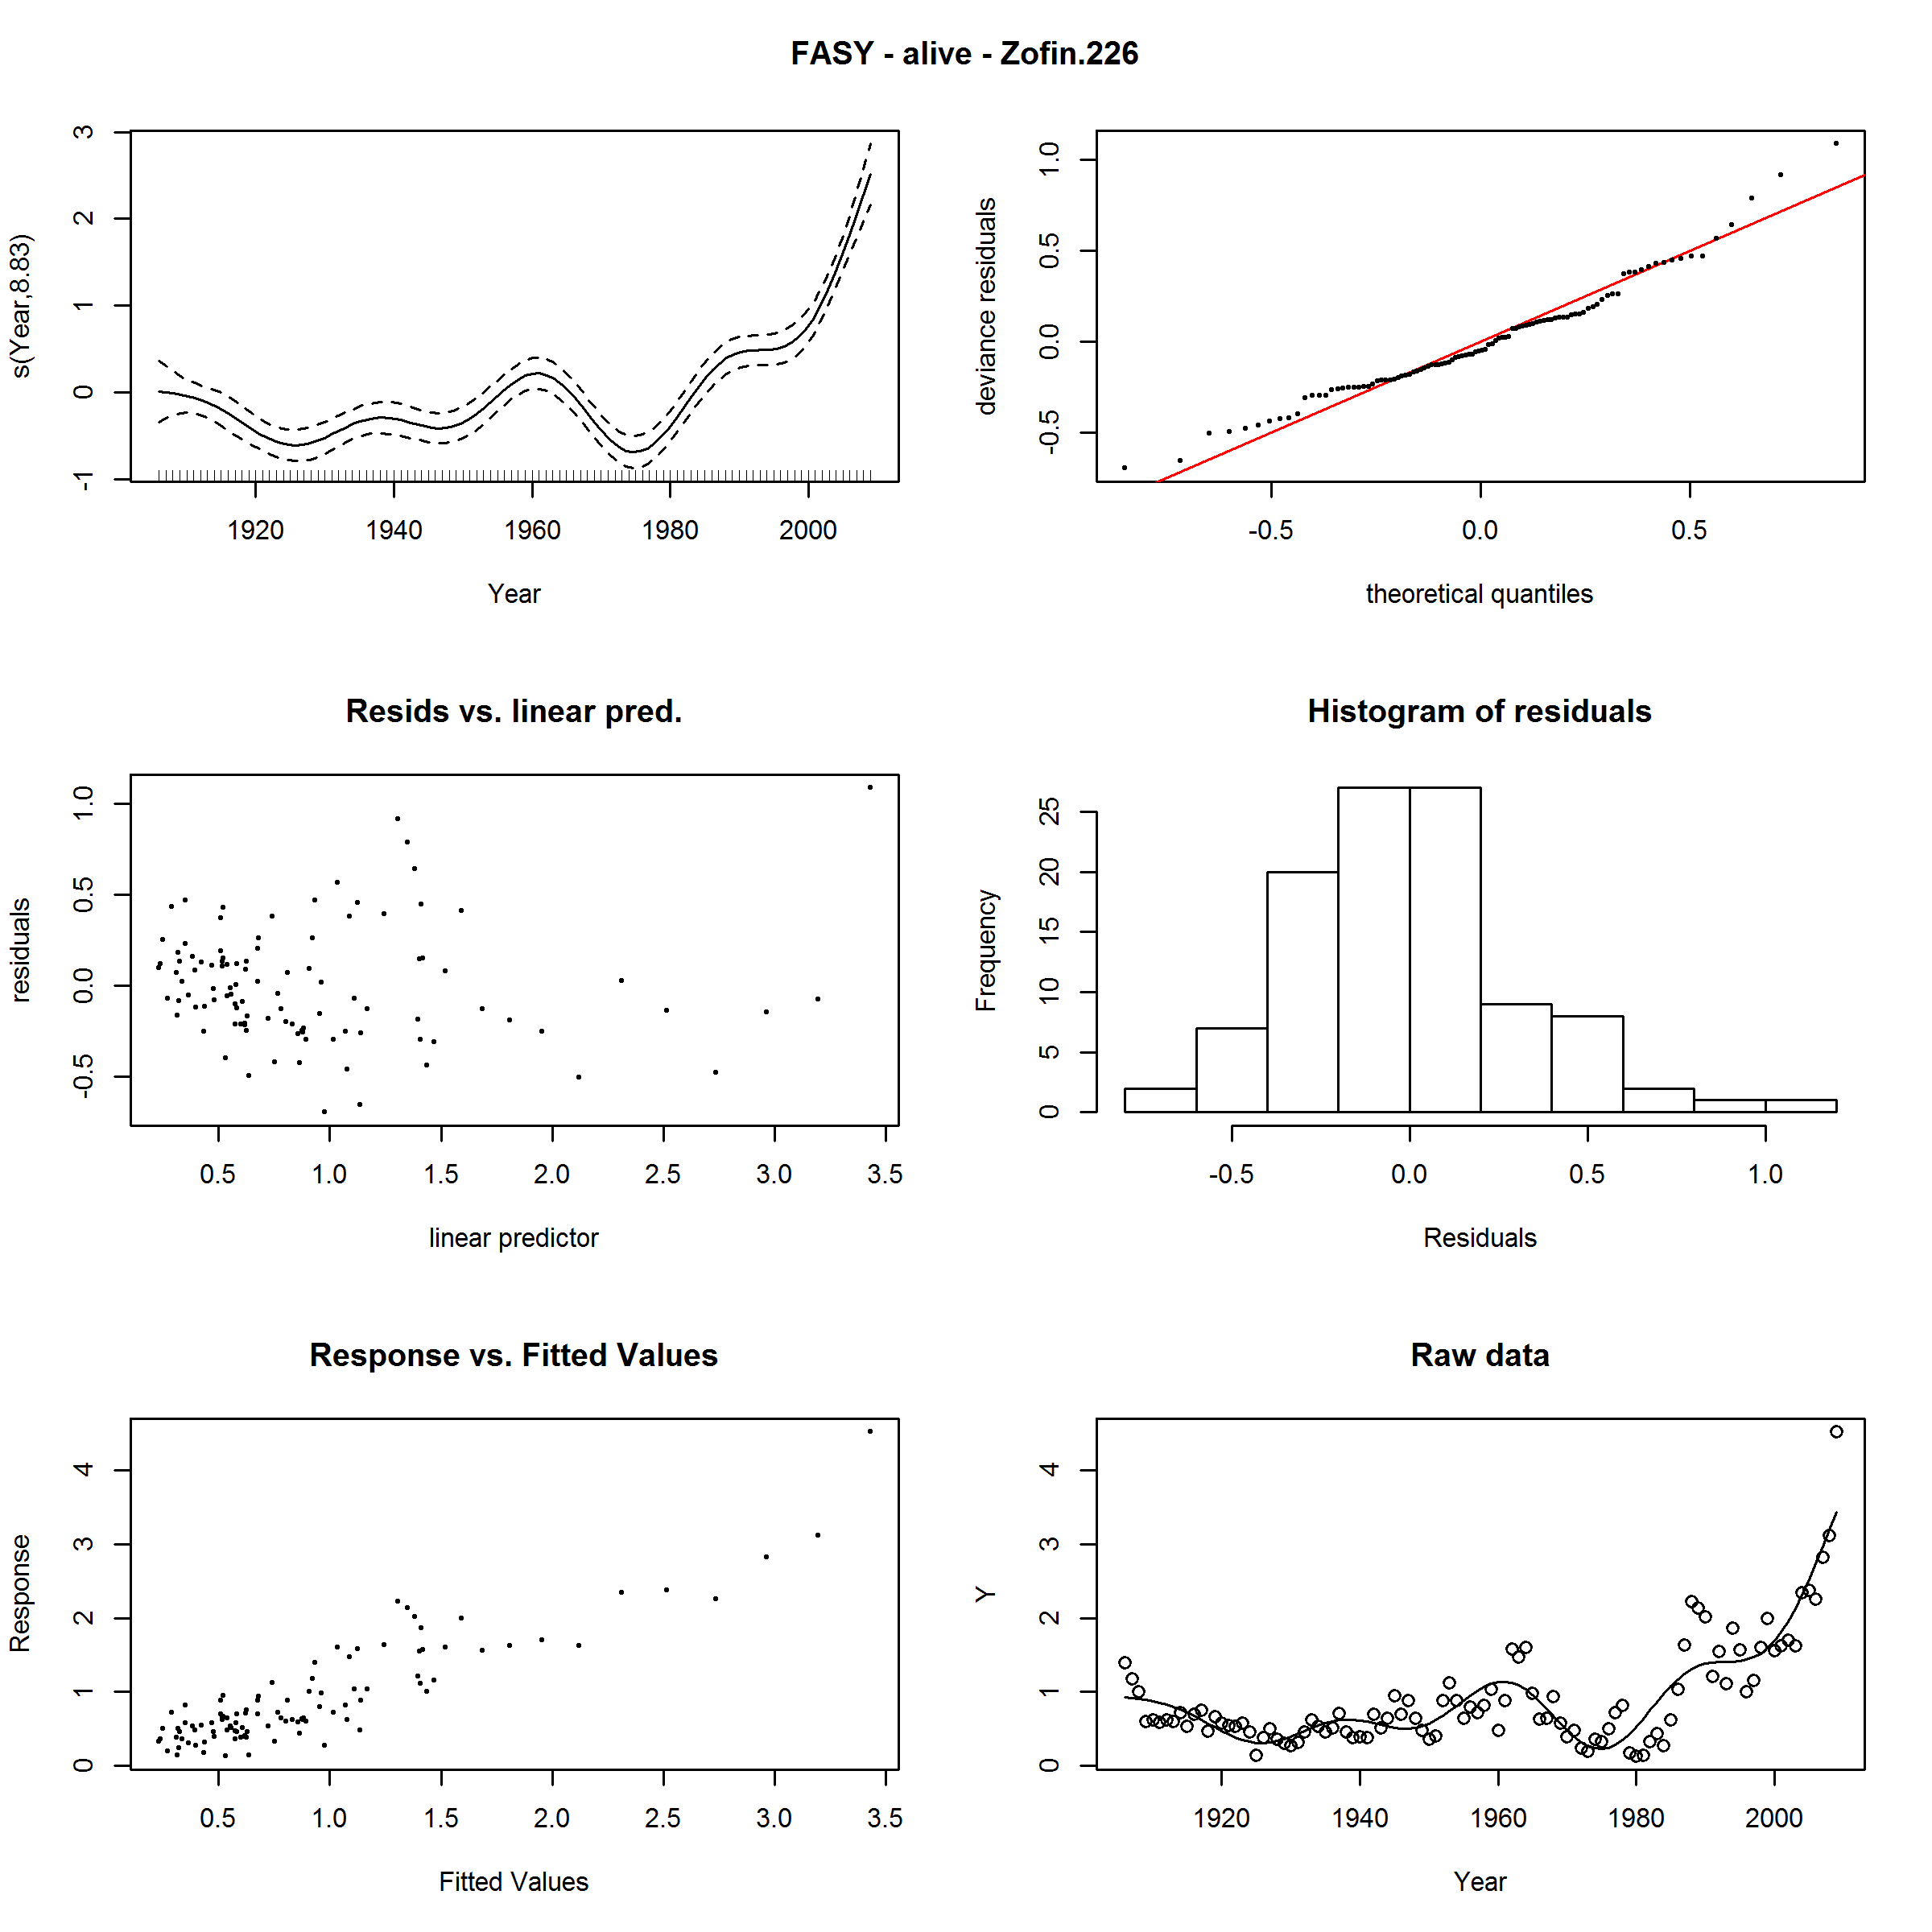 FASY - alive - Zofin.226
3
2
1
0
-1
s(Year,8.83)
1920 1940 1960 1980 2000
Year
1.0
0.5
0.0
-0.5
deviance residuals
-0.5 0.0 0.5
theoretical quantiles
Resids vs. linear pred.
1.0
0.5
0.0
-0.5
residuals
0.5 1.0 1.5 2.0 2.5 3.0 3.5
linear predictor
Histogram of residuals
25
20
15
10
5
0
Frequency
-0.5 0.0 0.5 1.0
Residuals
Response vs. Fitted Values
4
3
2
1
0
Response
0.5 1.0 1.5 2.0 2.5 3.0 3.5
Fitted Values
Raw data
4
3
2
1
0
Y
1920 1940 1960 1980 2000
Year